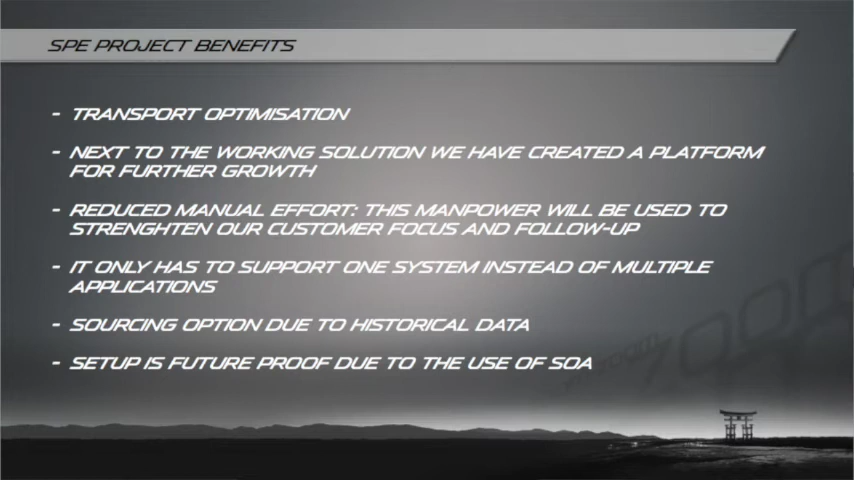 SPE PROJECT BENEFITS
- TRANSPORT OPTIMISATION
- NEXT TO THE WORKING SOLUTION WE HAVE CREATED A PLATFORM
FOR FURTHER GROWTH
- REDUCED MANUAL EFFORT: THIS MANPOWER WILL BE USED TO
STRENGHTEN OUR CUSTOMER FOCUS AND FOLLOW-UP
- IT ONLY HAS TO SUPPORT ONE SYSTEM INSTEAD OF MULTIPLE
APPLICATIONS
- SOURCING OPTION DUE TO HISTORICAL DATA
- SETUP IS FUTURE PROOF DUE TO THE USE OF SOA